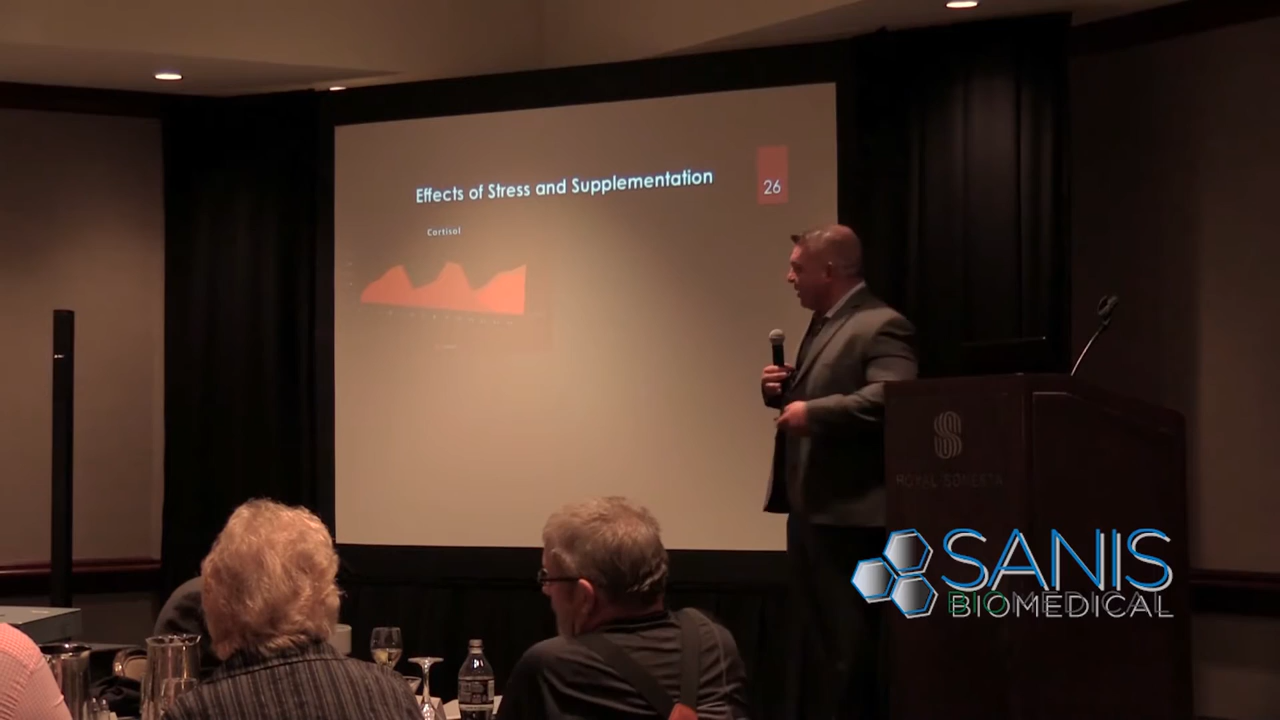 Effects of Stress and Supplementation
26
Cortisol
ROYAL SONESTA
SANIS
BIOMEDICAL